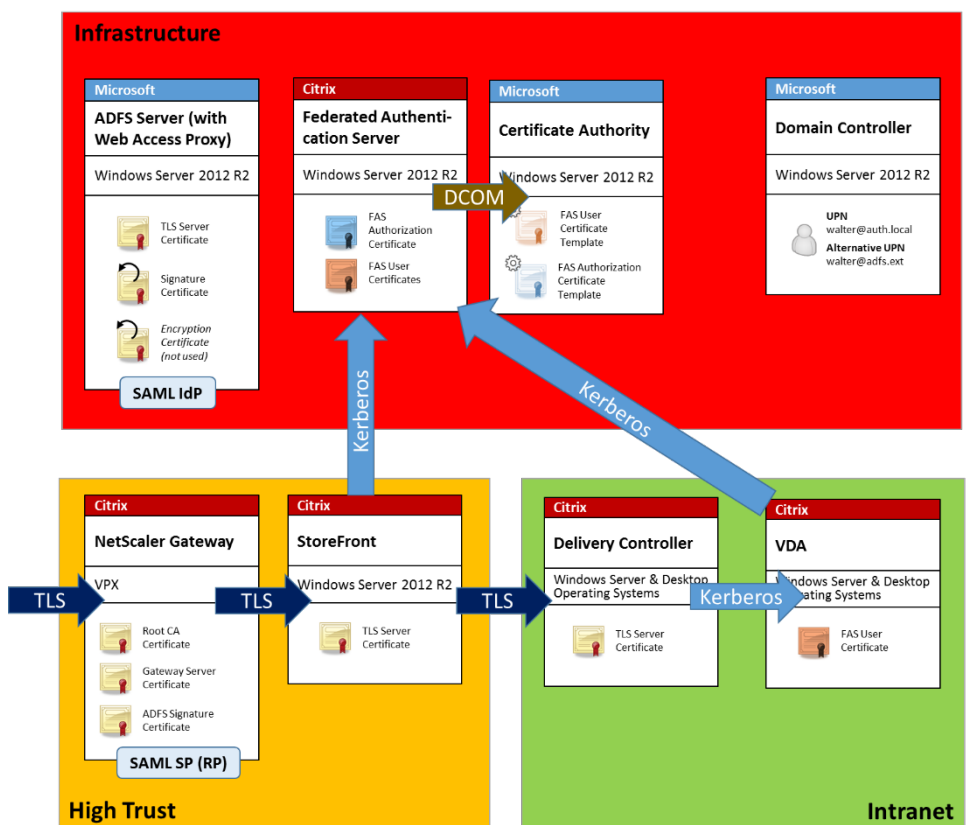 Infrastructure
Microsoft
ADFS Server (with
Web Access Proxy)
Windows Server 2012 R2
TLS Server
Certificate
Signature
Certificate
Encryption
Certificate
(not used)
SAML IdP
Citrix
Federated Authenti-
cation Server
Windows Server 2012 R2
FAS
Authorization
Certificate
FAS User
Certificates
DCOM
Microsoft
Certificate Authority
Windows Server 2012 R2
FAS User
Certificate
Template
FAS Authorization
Certificate
Template
Microsoft
Domain Controller
Windows Server 2012 R2
UPN
walter@auth.local
Alternative UPN
walter@adfs.ext
Kerberos
Kerberos
Citrix
NetScaler Gateway
VPX
TLS
Root CA
Certificate
Gateway Server
Certificate
ADFS Signature
Certificate
SAML SP (RP)
High Trust
Citrix
StoreFront
Windows Server 2012 R2
TLS
TLS Server
Certificate
TLS
Citrix
Delivery Controller
Windows Server & Desktop
Operating Systems
TLS Server
Certificate
Kerberos
Citrix
VDA
Windows Server & Desktop
Operating Systems
FAS User
Certificate
Intranet